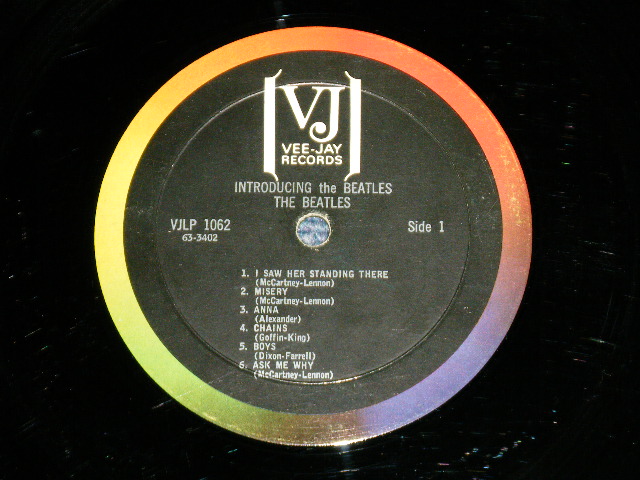 VJ
VEE-JAY
RECORDS
INTRODUCING the BEATLES
THE BEATLES
VJLP 1062
63-3402
Side 1
1. I SAW HER STANDING THERE
(McCartney-Lennon)
2. MISERY
(McCartney-Lennon)
3. ANNA
(Alexander)
4. CHAINS
(Goffin-King)
5. BOYS
(Dixon-Farrell)
6. ASK ME WHY
(McCartney-Lennon)